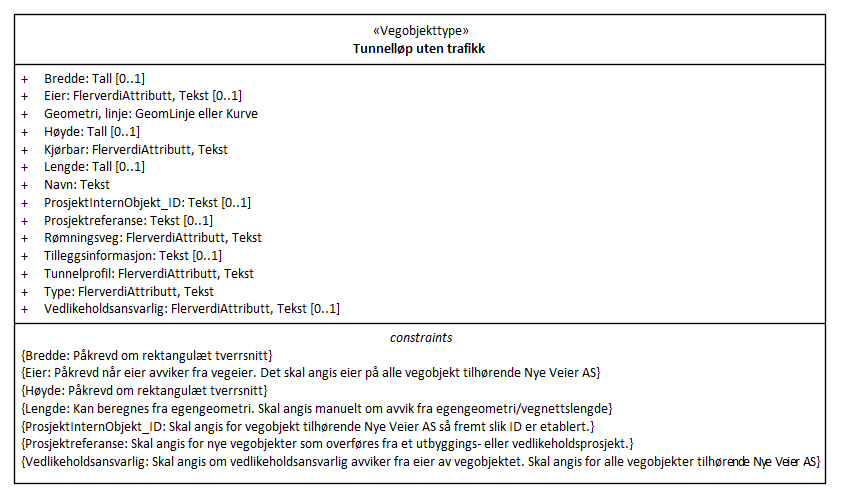 «Vegobjekttype»
Tunnelløp uten trafikk
+ Bredde: Tall [0..1]
+ Eier: FlerverdiAttributt, Tekst [0..1]
+ Geometri, linje: GeomLinje eller Kurve
+ Høyde: Tall [0..1]
+ Kjørbar: FlerverdiAttributt, Tekst
+ Lengde: Tall [0..1]
+ Navn: Tekst
+ ProsjektInternObjekt_ID: Tekst [0..1]
+ Prosjektreferanse: Tekst [0..1]
+ Rømningsveg: FlerverdiAttributt, Tekst
+ Tilleggsinformasjon: Tekst [0..1]
+ Tunnelprofil: FlerverdiAttributt, Tekst
+ Type: FlerverdiAttributt, Tekst
+ Vedlikeholdsansvarlig: FlerverdiAttributt, Tekst [0..1]
constraints
{Bredde: Påkrevd om rektangulæt tverrsnitt}
{Eier: Påkrevd når eier avviker fra vegeier. Det skal angis eier på alle vegobjekt tilhørende Nye Veier AS}
{Høyde: Påkrevd om rektangulæt tverrsnitt}
{Lengde: Kan beregnes fra egengeometri. Skal angis manuelt om avvik fra egengeometri/vegnettslengde}
{ProsjektInternObjekt_ID: Skal angis for vegobjekt tilhørende Nye Veier AS så fremt slik ID er etablert.}
{Prosjektreferanse: Skal angis for nye vegobjekter som overføres fra et utbyggings- eller vedlikeholdsprosjekt.}
{Vedlikeholdsansvarlig: Skal angis om vedlikeholdsansvarlig avviker fra eier av vegobjektet. Skal angis for alle vegobjekter tilhørende Nye Veier AS}